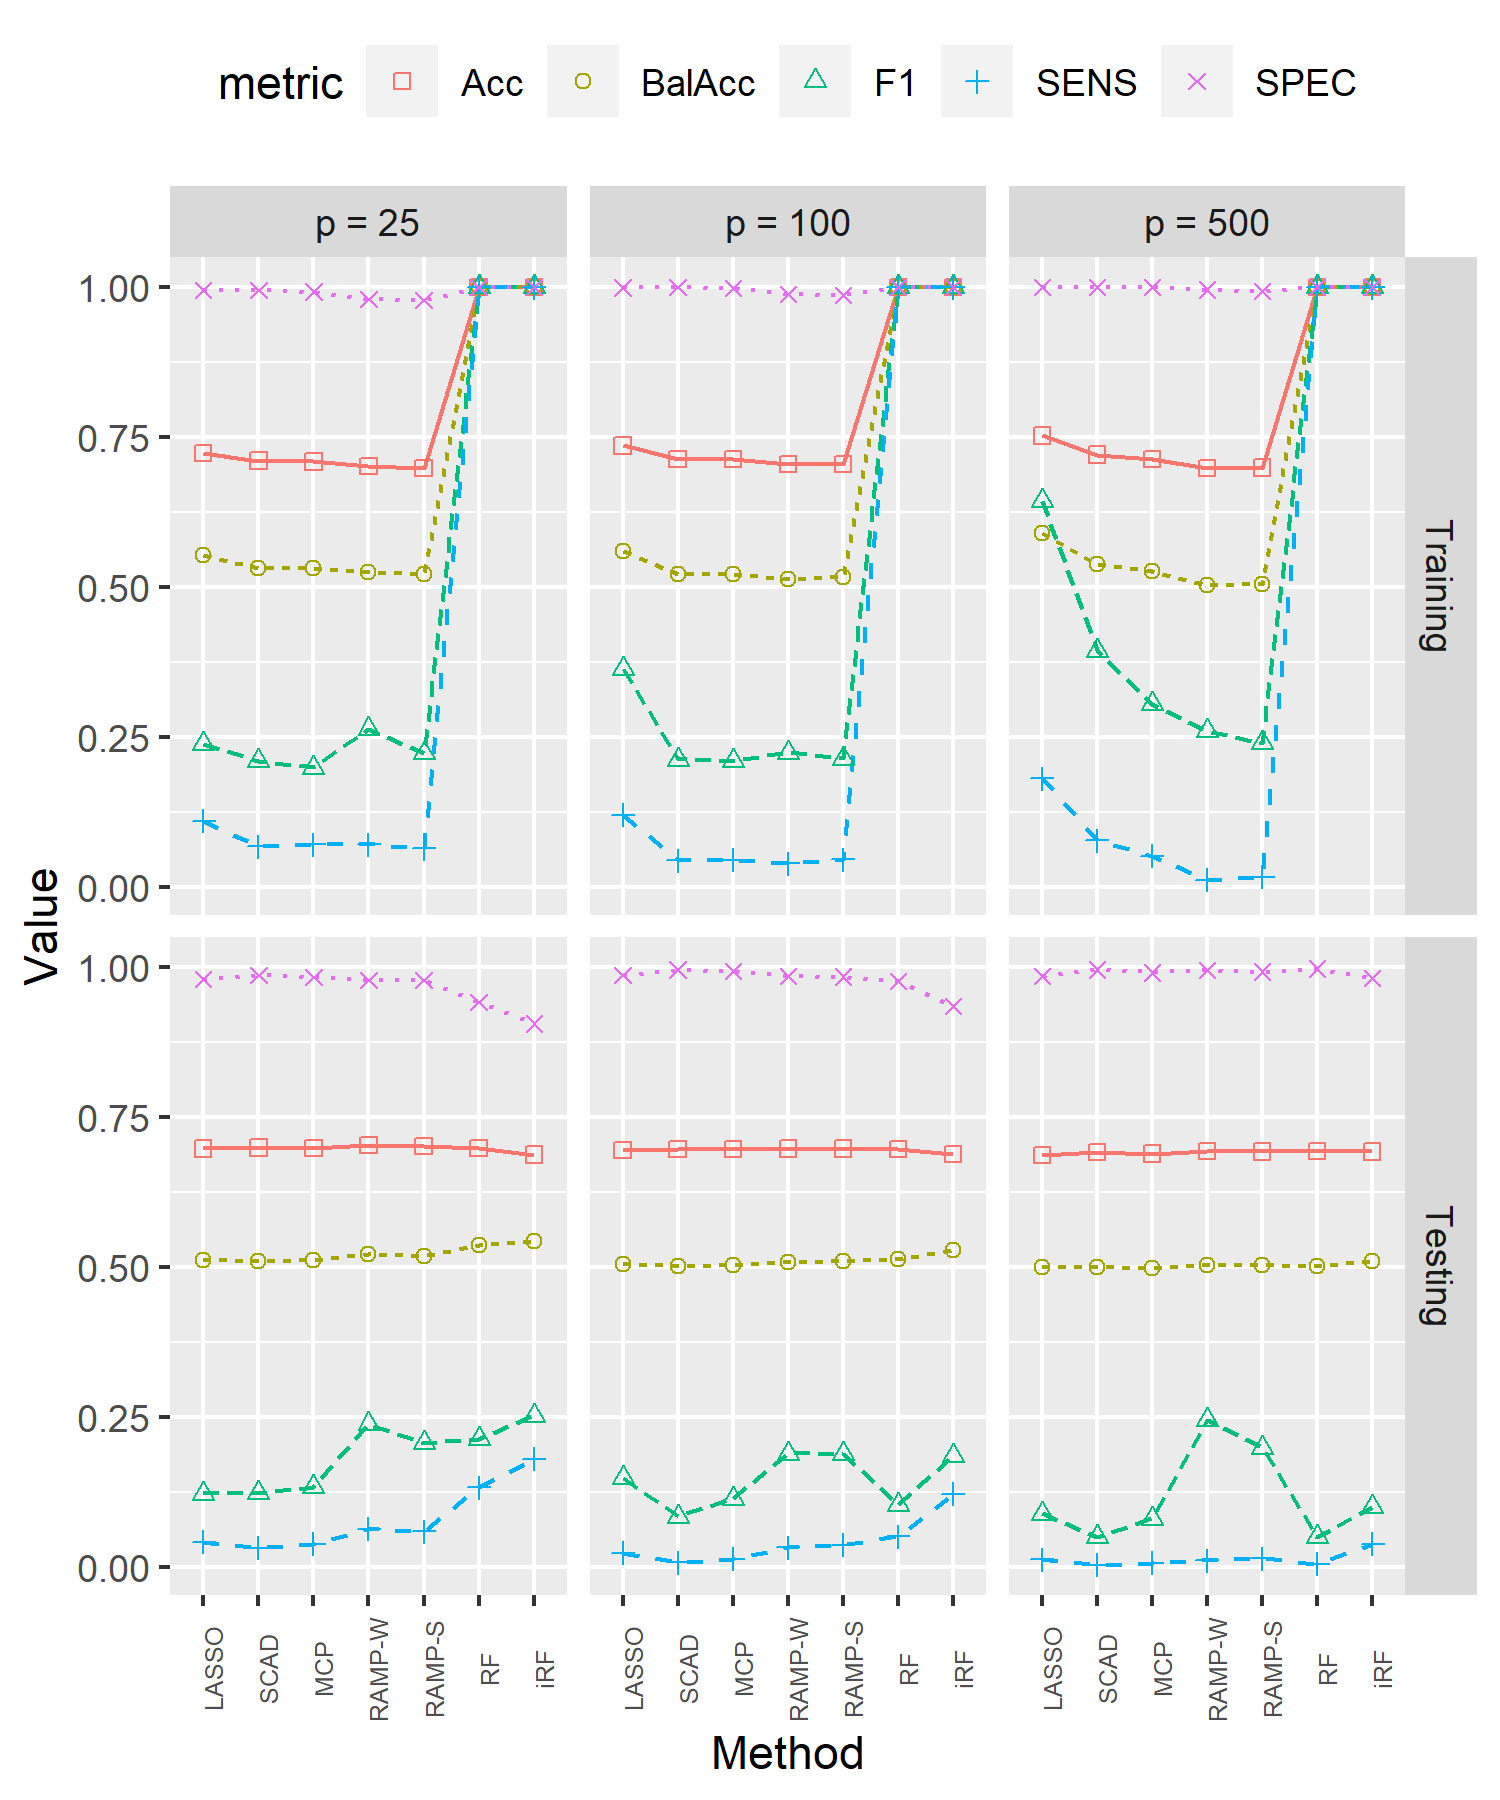 metric Acc BalAcc F1 SENS SPEC
p = 25 p = 100 p = 500
1.00
0.75
0.50
0.25
0.00
Training
Value
1.00
0.75
0.50
0.25
0.00
Testing
LASSO SCAD MCP RAMP-W RAMP-S RF iRF LASSO SCAD MCP RAMP-W RAMP-S RF iRF LASSO SCAD MCP RAMP-W RAMP-S RF iRF
Method